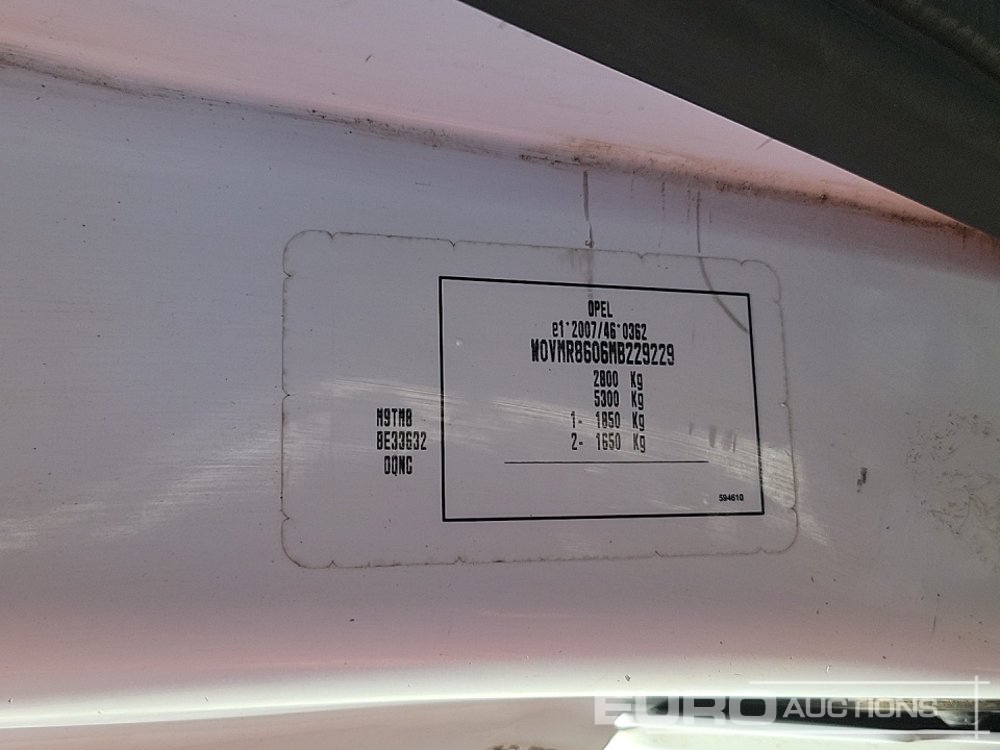 OPEL
e1*2007/46*0362
W0VMR8606MB229229
2800 Kg
5300 Kg
1- 1850 Kg
2- 1650 Kg
594610
M9TM8
BE33632
0QNC
EURO AUCTIONS